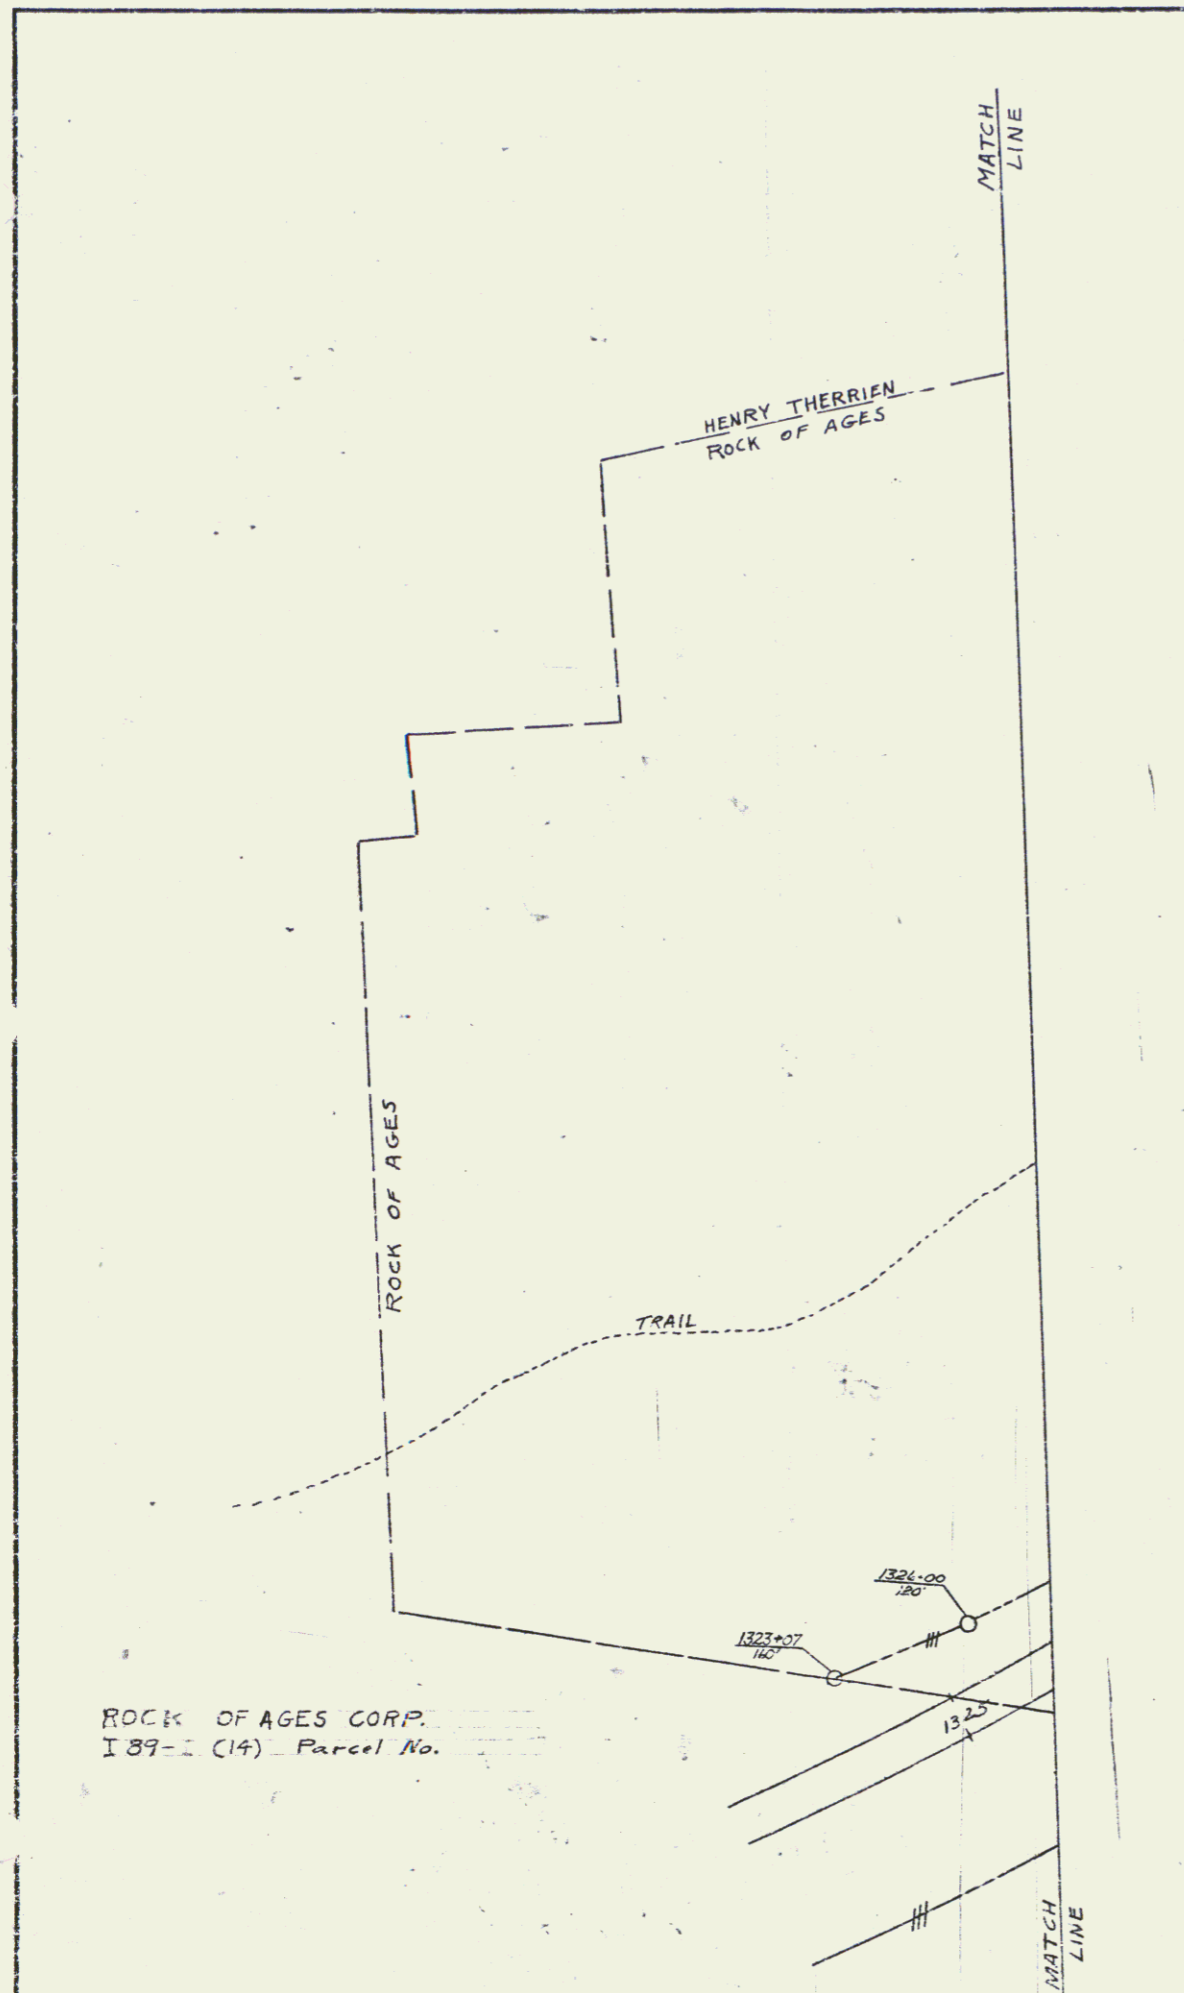 MATCH
LINE
HENRY THERRIEN
ROCK OF AGES
ROCK OF AGES
TRAIL
1326+00
120'
1323+07
160'
1325
ROCK OF AGES CORP.
I 89-I (14) Parcel No.
MATCH
LINE